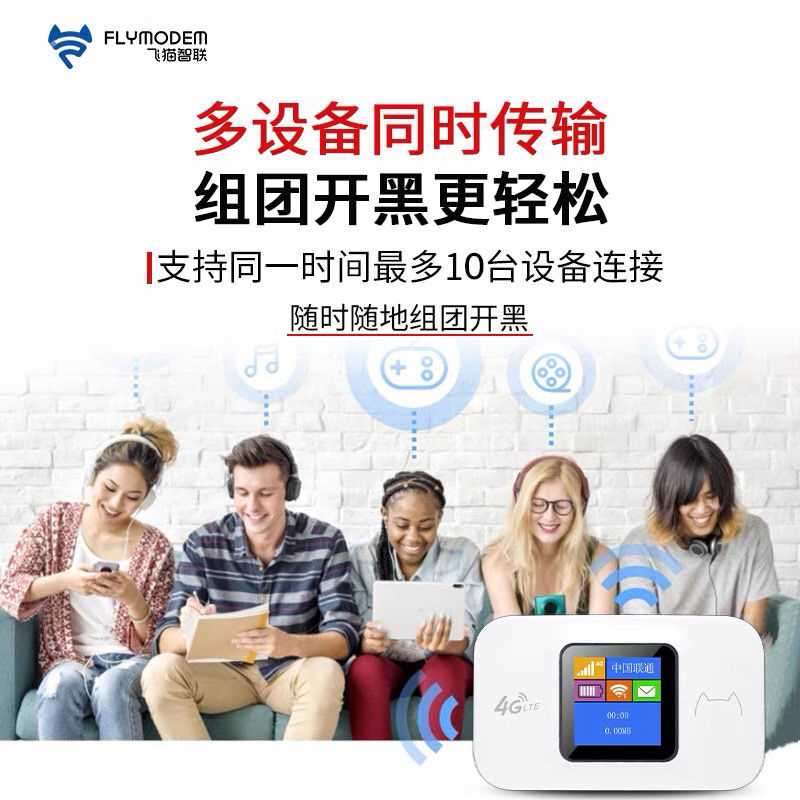 FLYMODEM
飞猫智联
多设备同时传输
组团开黑更轻松
支持同一时间最多10台设备连接
随时随地组团开黑
4G 中国联通
4G LTE
00:00
0.00MB